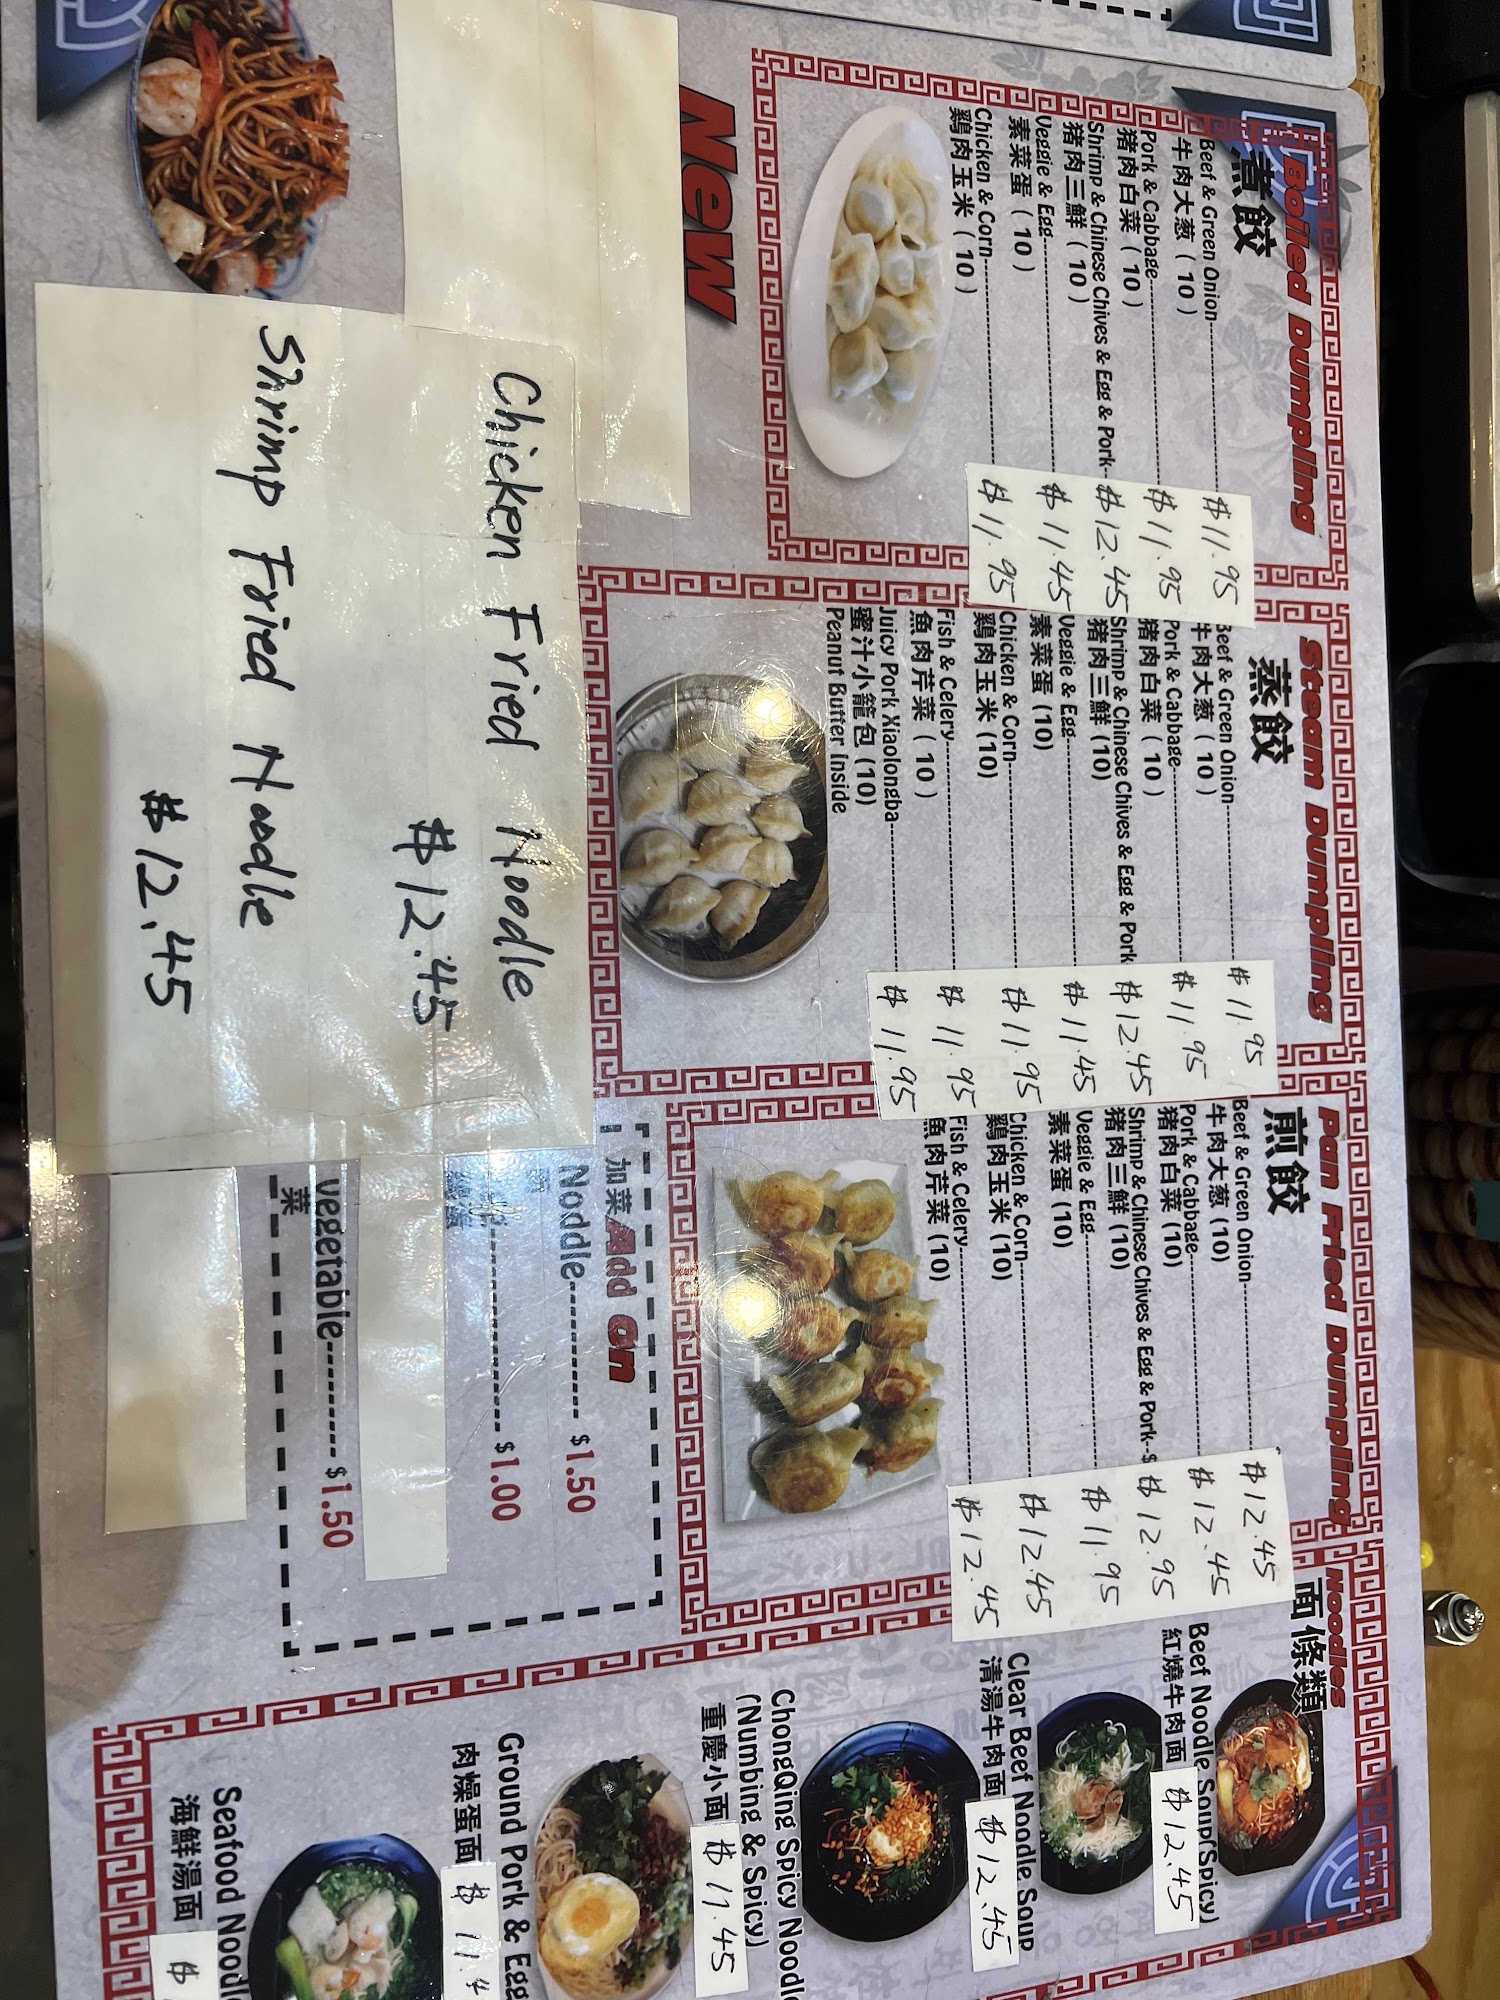 Boiled Dumpling
煮餃
Beef & Green Onion $11.95
牛肉大葱 ( 10 )
Pork & Cabbage $11.95
猪肉白菜 ( 10 )
Shrimp & Chinese Chives & Egg & Pork $12.45
猪肉三鮮 ( 10 )
Veggie & Egg $11.45
素菜蛋 ( 10 )
Chicken & Corn $11.95
鷄肉玉米 ( 10 )
Steam Dumpling
蒸餃
Beef & Green Onion $11.95
牛肉大葱 ( 10 )
Pork & Cabbage $11.95
猪肉白菜 ( 10 )
Shrimp & Chinese Chives & Egg & Pork $12.45
猪肉三鮮 (10)
Veggie & Egg $11.45
素菜蛋 (10)
Chicken & Corn $11.95
鷄肉玉米 (10)
Fish & Celery $11.95
魚肉芹菜 ( 10 )
Juicy Pork Xiaolongba $11.95
蜜汁小籠包 (10)
Peanut Butter Inside
Pan Fried Dumpling
煎餃
Beef & Green Onion $12.45
牛肉大葱 (10)
Pork & Cabbage $12.45
猪肉白菜 (10)
Shrimp & Chinese Chives & Egg & Pork $12.95
猪肉三鮮 (10)
Veggie & Egg $11.95
素菜蛋 (10)
Chicken & Corn $12.45
鷄肉玉米 (10)
Fish & Celery $12.45
魚肉芹菜 (10)
Noodles
面條類
Beef Noodle Soup(Spicy)
紅燒牛肉面 $12.45
Clear Beef Noodle Soup
清湯牛肉面 $12.45
ChongQing Spicy Noodle
(Numbing & Spicy)
重慶小面 $11.45
Ground Pork & Egg
肉燥蛋面 $11.4
Seafood Noodle
海鮮湯面 $
New
Chicken Fried Noodle
$12.45
Shrimp Fried Noodle
$12.45
加菜 Add On
Noddle $1.50
$1.00
vegetable $1.50
菜